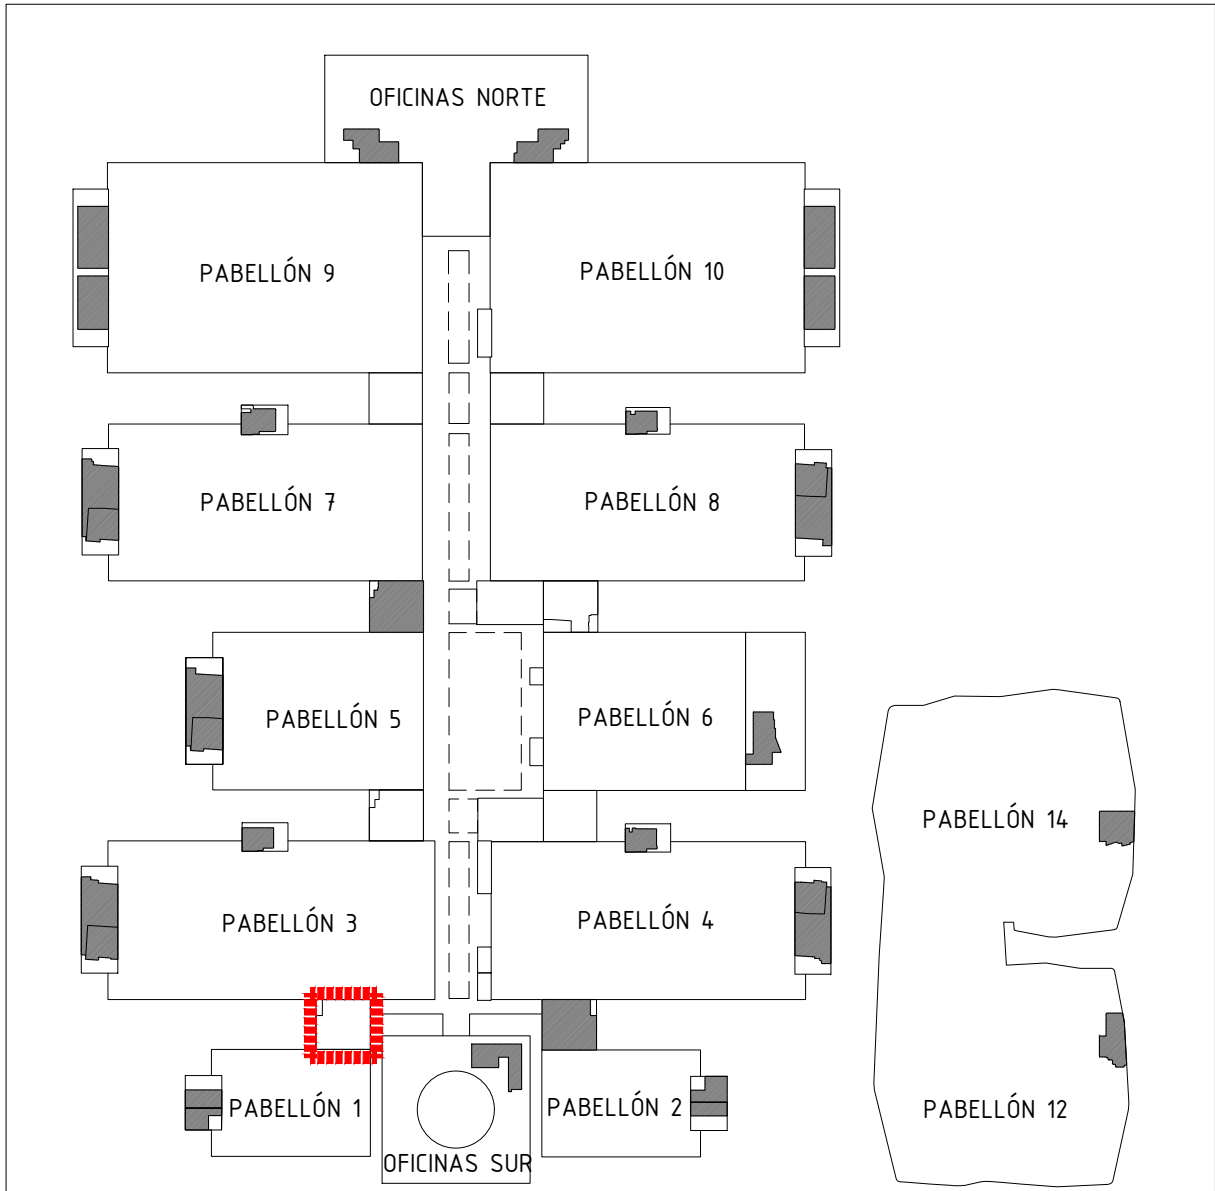 OFICINAS NORTE
PABELLÓN 9
PABELLÓN 10
PABELLÓN 7
PABELLÓN 8
PABELLÓN 5
PABELLÓN 6
PABELLÓN 14
PABELLÓN 3
PABELLÓN 4
PABELLÓN 1
PABELLÓN 2
PABELLÓN 12
OFICINAS SUR